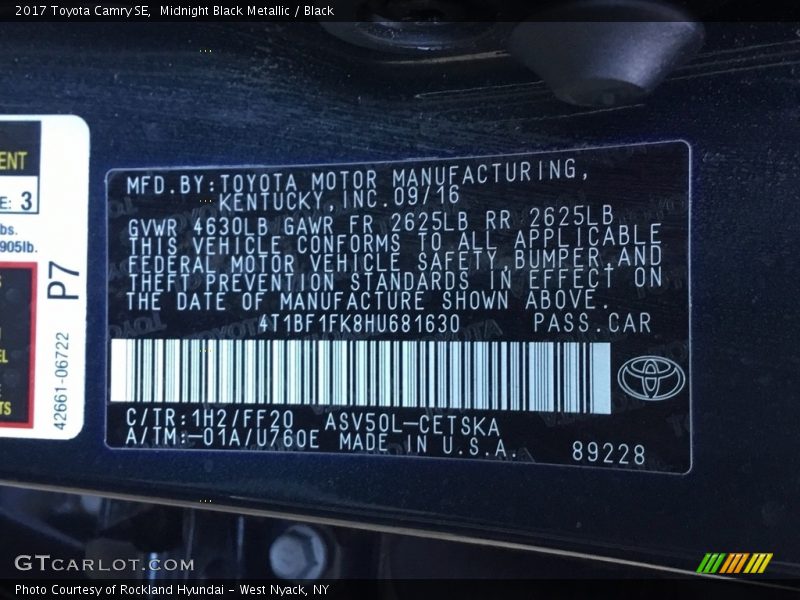 2017 Toyota Camry SE,  Midnight Black Metallic / Black
ENT
E: 3
bs.
905lb.
P7
42661-06722
EL
TS
MFD.BY:TOYOTA MOTOR MANUFACTURING,
KENTUCKY,INC.09/16
GVWR 4630LB GAWR FR 2625LB RR 2625LB
THIS VEHICLE CONFORMS TO ALL APPLICABLE
FEDERAL MOTOR VEHICLE SAFETY,BUMPER,AND
THEFT PREVENTION STANDARDS IN EFFECT ON
THE DATE OF MANUFACTURE SHOWN ABOVE.
4T1BF1FK8HU681630 PASS.CAR
C/TR:1H2/FF20 ASV50L-CETSKA
A/TM:-01A/U760E MADE IN U.S.A.
89228
GTCARLOT.COM
Photo Courtesy of Rockland Hyundai - West Nyack, NY